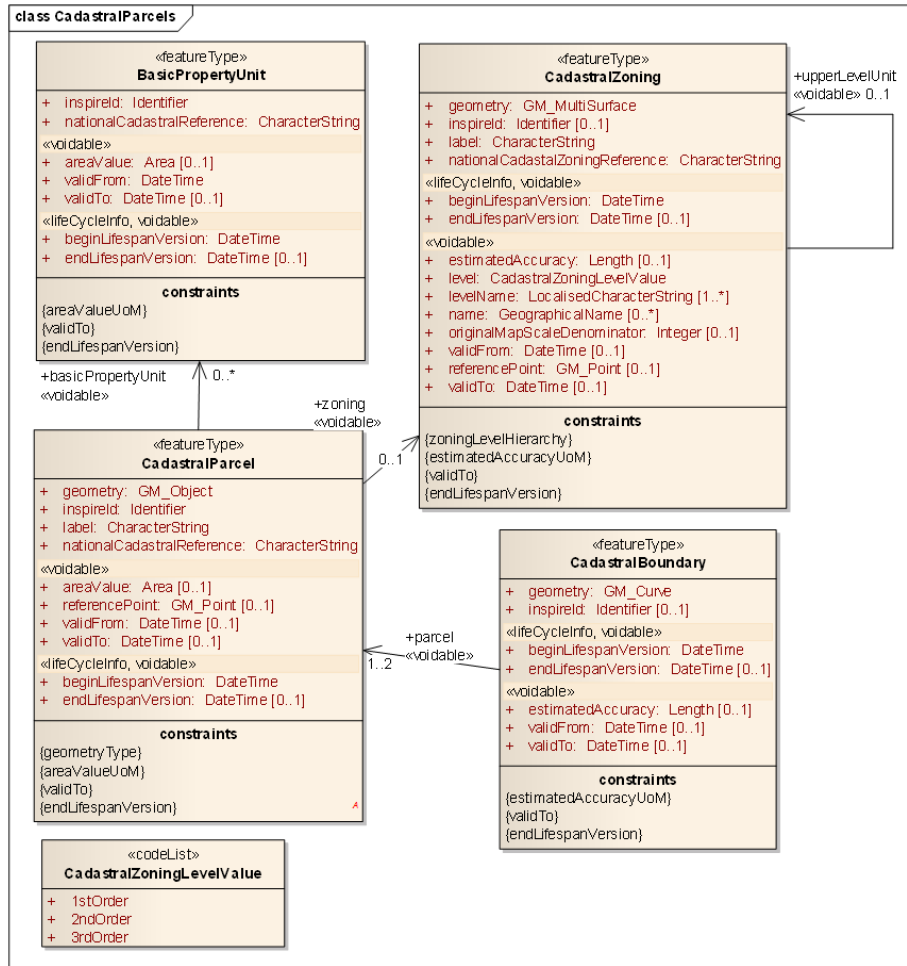 class CadastralParcels
«featureType»
BasicPropertyUnit
+ inspireId: Identifier
+ nationalCadastralReference: CharacterString
«voidable»
+ areaValue: Area [0..1]
+ validFrom: DateTime
+ validTo: DateTime [0..1]
«lifeCycleInfo, voidable»
+ beginLifespanVersion: DateTime
+ endLifespanVersion: DateTime [0..1]
constraints
{areaValueUoM}
{validTo}
{endLifespanVersion}
«featureType»
CadastralZoning
+ geometry: GM_MultiSurface
+ inspireId: Identifier [0..1]
+ label: CharacterString
+ nationalCadastalZoningReference: CharacterString
«lifeCycleInfo, voidable»
+ beginLifespanVersion: DateTime
+ endLifespanVersion: DateTime [0..1]
«voidable»
+ estimatedAccuracy: Length [0..1]
+ level: CadastralZoningLevelValue
+ levelName: LocalisedCharacterString [1..*]
+ name: GeographicalName [0..*]
+ originalMapScaleDenominator: Integer [0..1]
+ validFrom: DateTime [0..1]
+ referencePoint: GM_Point [0..1]
+ validTo: DateTime [0..1]
constraints
{zoningLevelHierarchy}
{estimatedAccuracyUoM}
{validTo}
{endLifespanVersion}
+upperLevelUnit
«voidable» 0..1
+basicPropertyUnit
«voidable»
0..*
+zoning
«voidable»
0..1
«featureType»
CadastralParcel
+ geometry: GM_Object
+ inspireId: Identifier
+ label: CharacterString
+ nationalCadastralReference: CharacterString
«voidable»
+ areaValue: Area [0..1]
+ referencePoint: GM_Point [0..1]
+ validFrom: DateTime [0..1]
+ validTo: DateTime [0..1]
«lifeCycleInfo, voidable»
+ beginLifespanVersion: DateTime
+ endLifespanVersion: DateTime [0..1]
constraints
{geometryType}
{areaValueUoM}
{validTo}
{endLifespanVersion}
A
+parcel
«voidable»
1..2
«featureType»
CadastralBoundary
+ geometry: GM_Curve
+ inspireId: Identifier [0..1]
«lifeCycleInfo, voidable»
+ beginLifespanVersion: DateTime
+ endLifespanVersion: DateTime [0..1]
«voidable»
+ estimatedAccuracy: Length [0..1]
+ validFrom: DateTime [0..1]
+ validTo: DateTime [0..1]
constraints
{estimatedAccuracyUoM}
{validTo}
{endLifespanVersion}
«codeList»
CadastralZoningLevelValue
+ 1stOrder
+ 2ndOrder
+ 3rdOrder